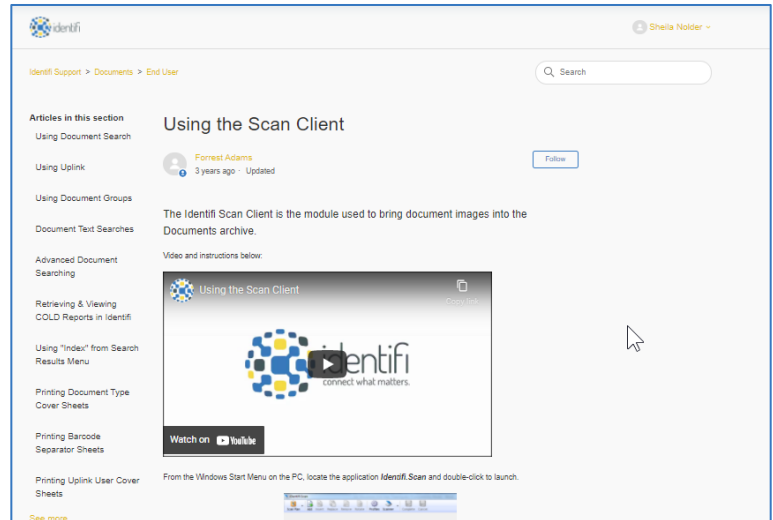 identifi
Sheila Nolder
Identifi Support > Documents > End User
Search
Articles in this section
Using Document Search
Using Uplink
Using Document Groups
Document Text Searches
Advanced Document
Searching
Retrieving & Viewing
COLD Reports in Identifi
Using "Index" from Search
Results Menu
Printing Document Type
Cover Sheets
Printing Barcode
Separator Sheets
Printing Uplink User Cover
Sheets
See more
Using the Scan Client
Forrest Adams
3 years ago · Updated
Follow
The Identifi Scan Client is the module used to bring document images into the
Documents archive.
Video and instructions below:
Using the Scan Client
Copy link
identifi
connect what matters.
Watch on YouTube
From the Windows Start Menu on the PC, locate the application Identifi.Scan and double-click to launch.